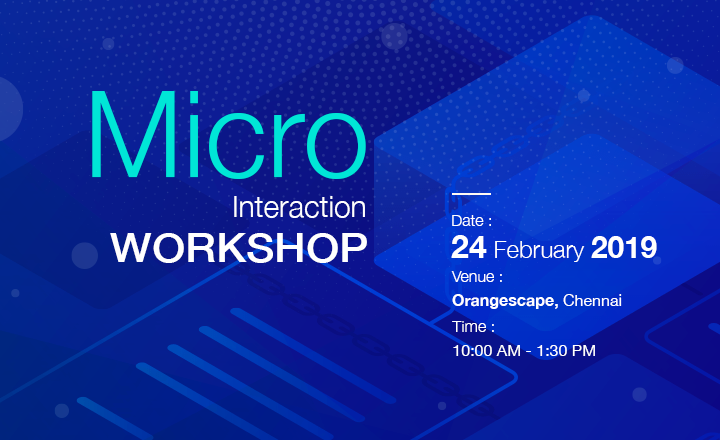 Micro
Interaction
WORKSHOP
Date :
24 February 2019
Venue :
Orangescape, Chennai
Time :
10:00 AM - 1:30 PM